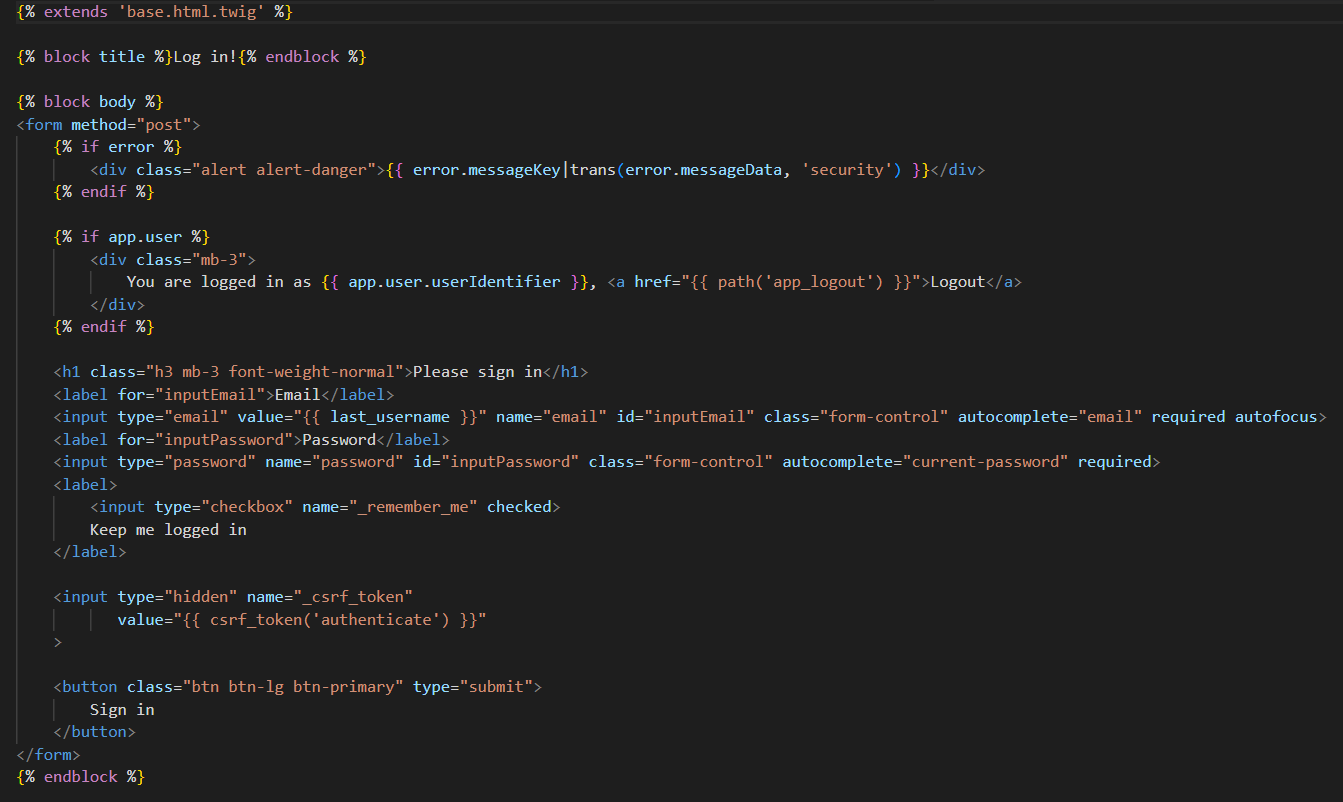 {% extends 'base.html.twig' %}
{% block title %}Log in!{% endblock %}
{% block body %}
<form method="post">
{% if error %}
<div class="alert alert-danger">{{ error.messageKey|trans(error.messageData, 'security') }}</div>
{% endif %}
{% if app.user %}
<div class="mb-3">
You are logged in as {{ app.user.userIdentifier }}, <a href="{{ path('app_logout') }}">Logout</a>
</div>
{% endif %}
<h1 class="h3 mb-3 font-weight-normal">Please sign in</h1>
<label for="inputEmail">Email</label>
<input type="email" value="{{ last_username }}" name="email" id="inputEmail" class="form-control" autocomplete="email" required autofocus>
<label for="inputPassword">Password</label>
<input type="password" name="password" id="inputPassword" class="form-control" autocomplete="current-password" required>
<label>
<input type="checkbox" name="_remember_me" checked>
Keep me logged in
</label>
<input type="hidden" name="_csrf_token"
value="{{ csrf_token('authenticate') }}"
>
<button class="btn btn-lg btn-primary" type="submit">
Sign in
</button>
</form>
{% endblock %}